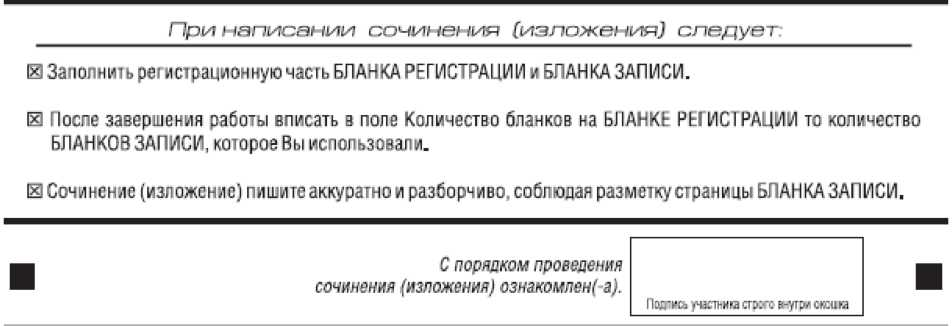 При написании сочинения (изложения) следует:
☒ Заполнить регистрационную часть БЛАНКА РЕГИСТРАЦИИ и БЛАНКА ЗАПИСИ.
☒ После завершения работы вписать в поле Количество бланков на БЛАНКЕ РЕГИСТРАЦИИ то количество
БЛАНКОВ ЗАПИСИ, которое Вы использовали.
☒ Сочинение (изложение) пишите аккуратно и разборчиво, соблюдая разметку страницы БЛАНКА ЗАПИСИ.
С порядком проведения
сочинения (изложения) ознакомлен(-а).
Подпись участника строго внутри окошка